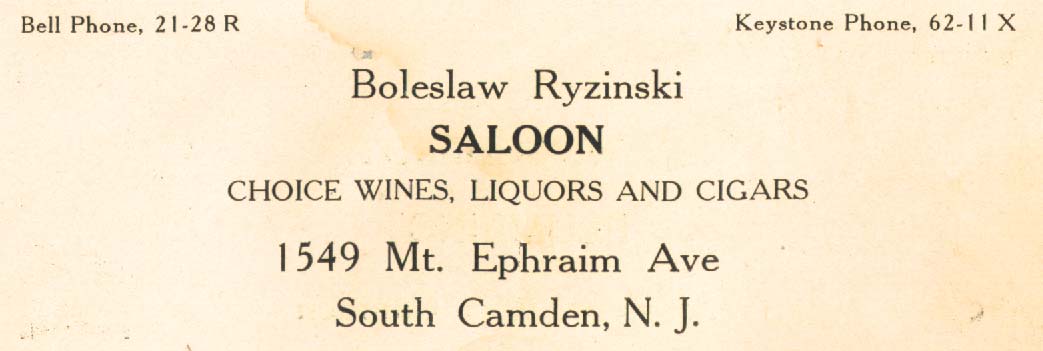 Bell Phone, 21-28 R
Keystone Phone, 62-11 X
Boleslaw Ryzinski
SALOON
CHOICE WINES, LIQUORS AND CIGARS
1549 Mt. Ephraim Ave
South Camden, N. J.